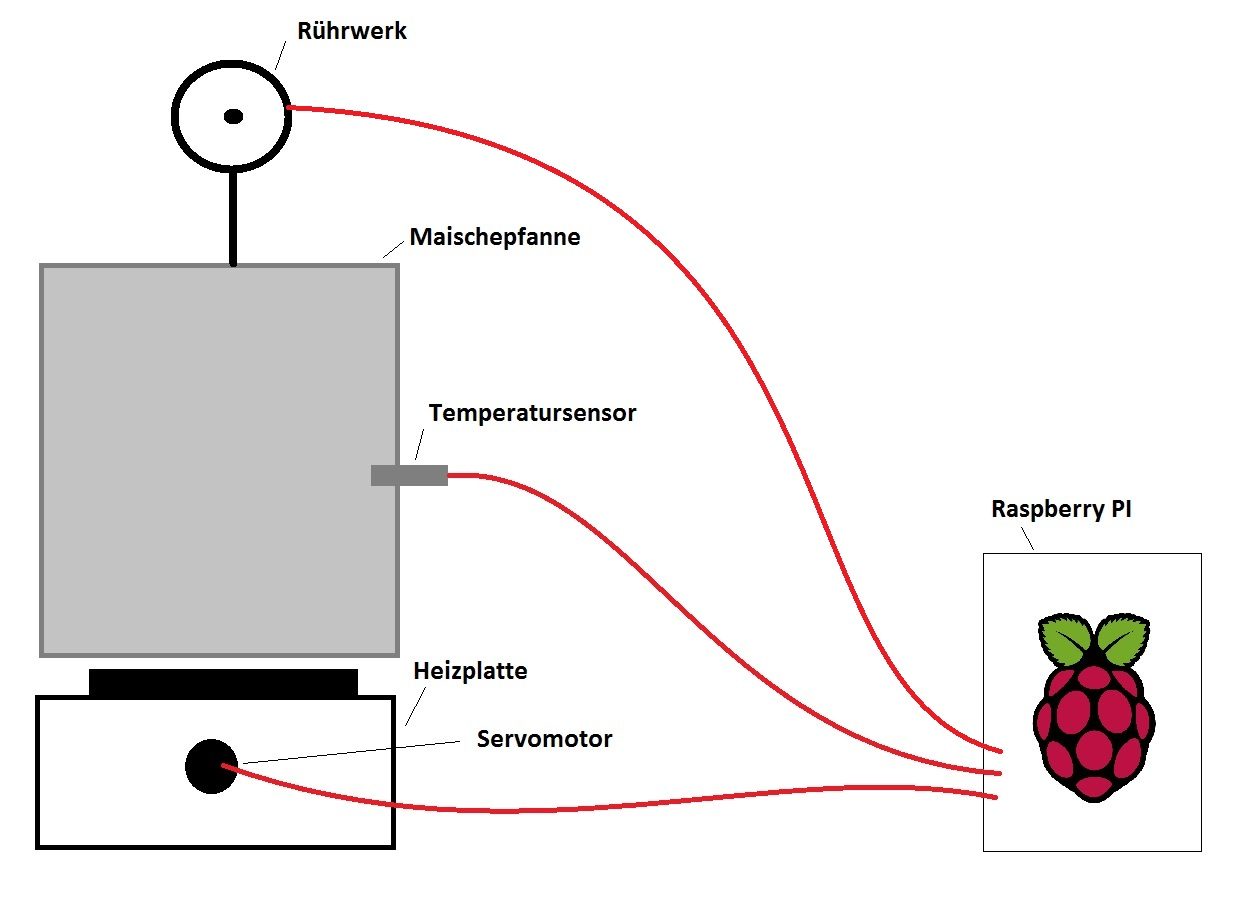 Rührwerk
Maischepfanne
Temperatursensor
Raspberry PI
Heizplatte
Servomotor